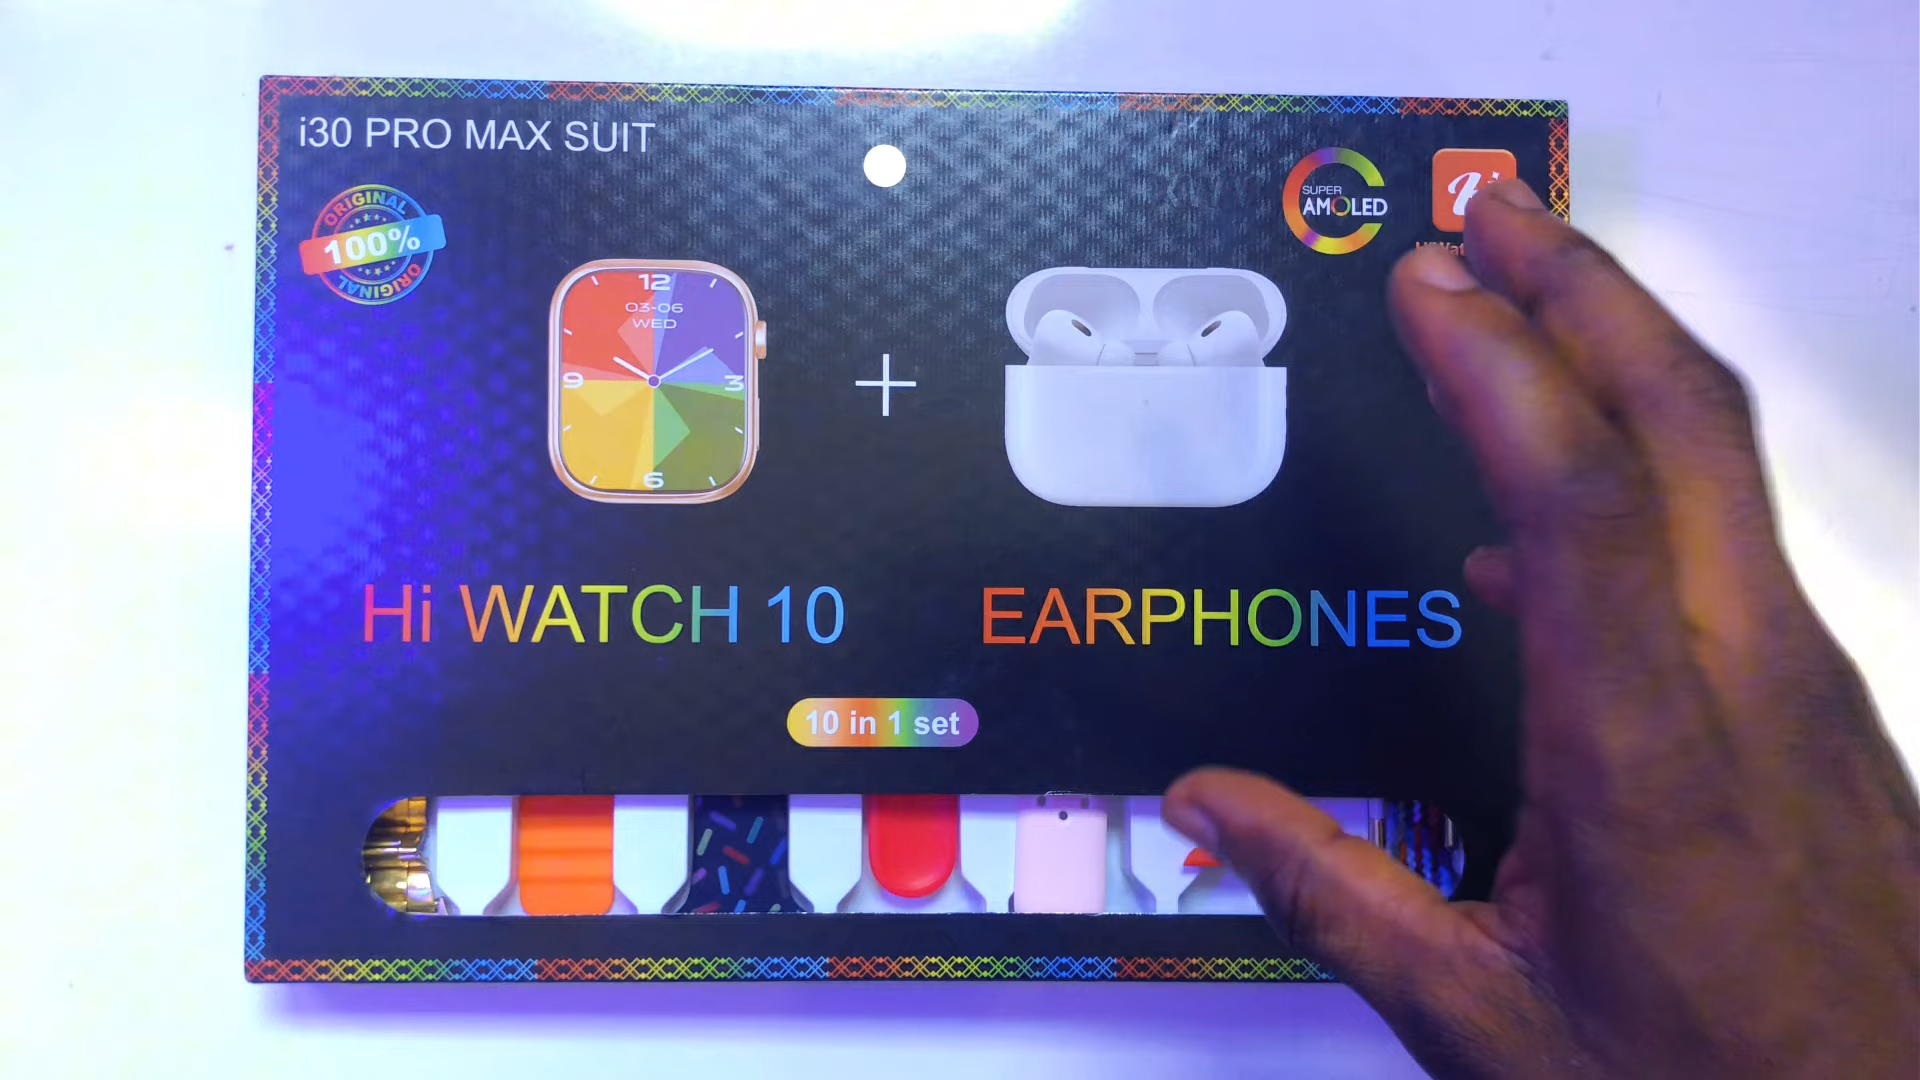 i30 PRO MAX SUIT
ORIGINAL
100%
ORIGINAL
SUPER
AMOLED
12
03-06
WED
9
3
6
Hi WATCH 10
EARPHONES
10 in 1 set